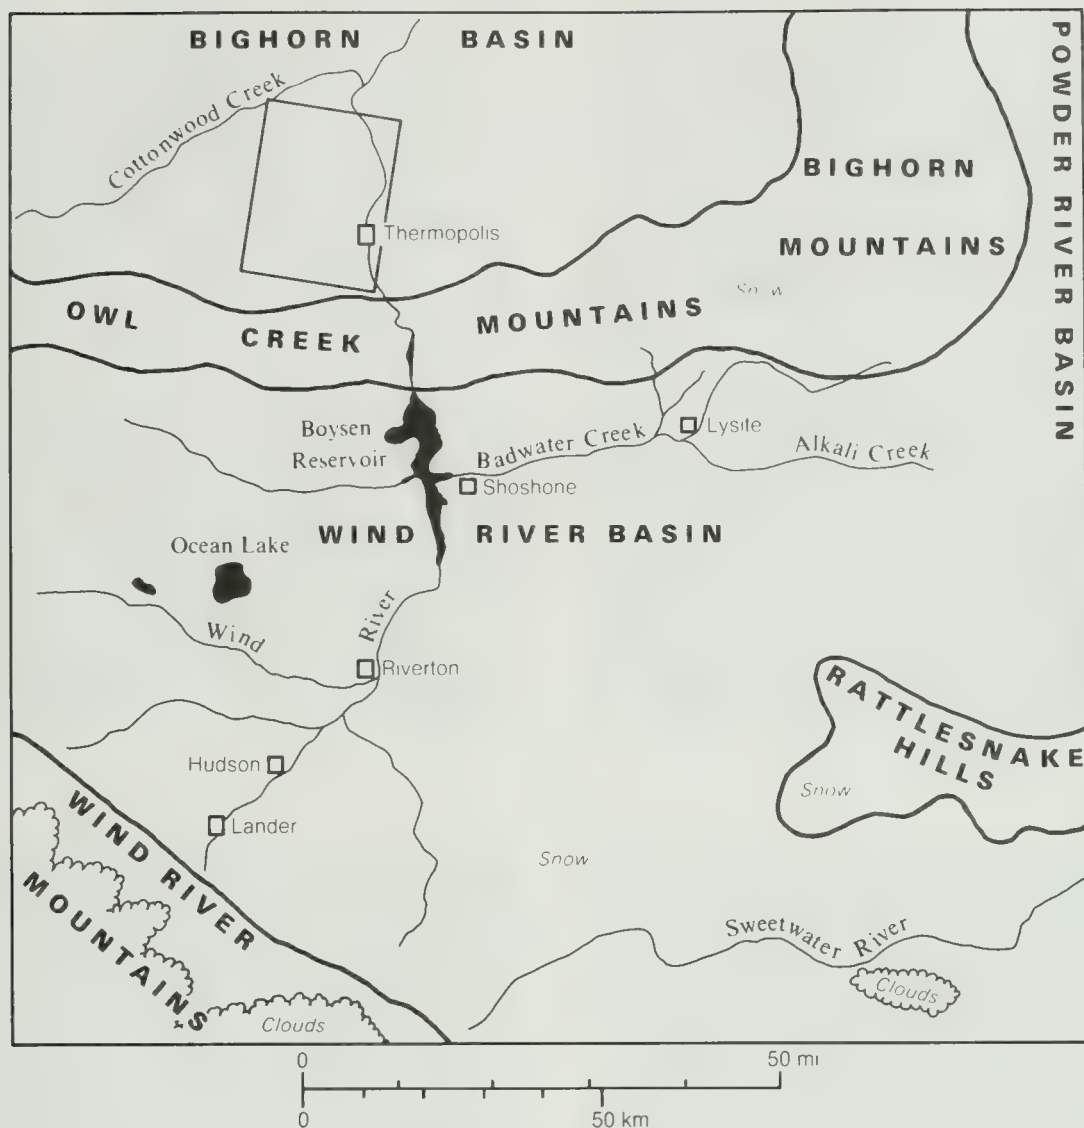 BIGHORN BASIN
POWDER RIVER BASIN
Cottonwood Creek
BIGHORN
MOUNTAINS
Thermopolis
Snow
OWL CREEK MOUNTAINS
Boysen
Reservoir
Badwater Creek
Lysite
Alkali Creek
Shoshone
WIND RIVER BASIN
Ocean Lake
Wind River
Riverton
RATTLESNAKE
HILLS
Hudson
Snow
Lander
WIND RIVER
MOUNTAINS
Snow
Sweetwater River
Clouds
Clouds
0 50 mi
0 50 km